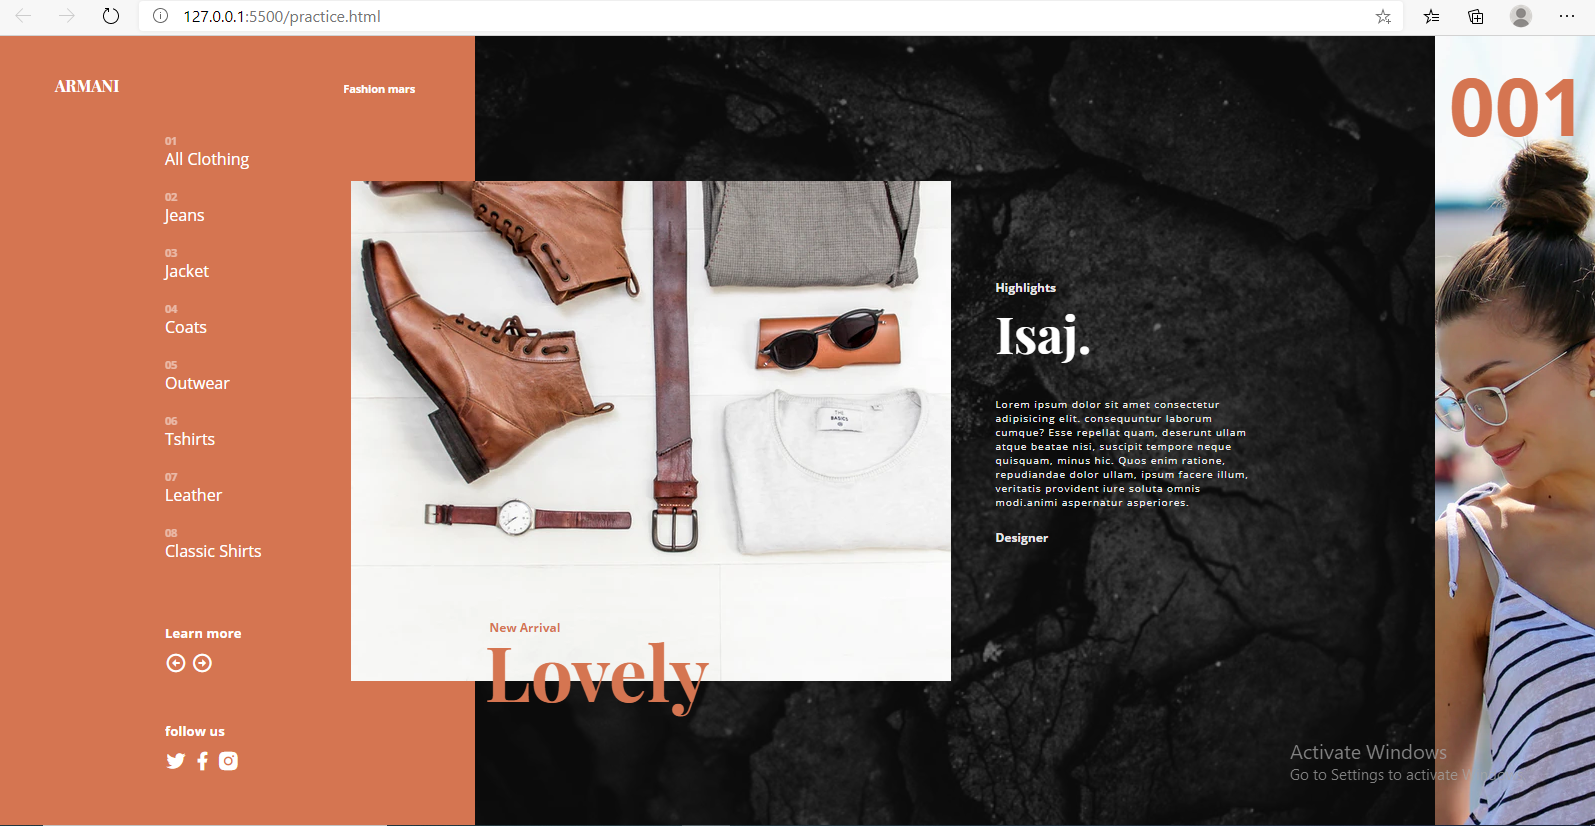 127.0.0.1:5500/practice.html
ARMANI
Fashion mars
01
All Clothing
02
Jeans
03
Jacket
04
Coats
05
Outwear
06
Tshirts
07
Leather
08
Classic Shirts
Learn more
follow us
THE
BASICS
New Arrival
Lovely
Highlights
Isaj.
Lorem ipsum dolor sit amet consectetur
adipisicing elit. consequuntur laborum
cumque? Esse repellat quam, deserunt ullam
atque beatae nisi, suscipit tempore neque
quisquam, minus hic. Quos enim ratione,
repudiandae dolor ullam, ipsum facere illum,
veritatis provident iure soluta omnis
modi.animi aspernatur asperiores.
Designer
001
Activate Windows
Go to Settings to activate